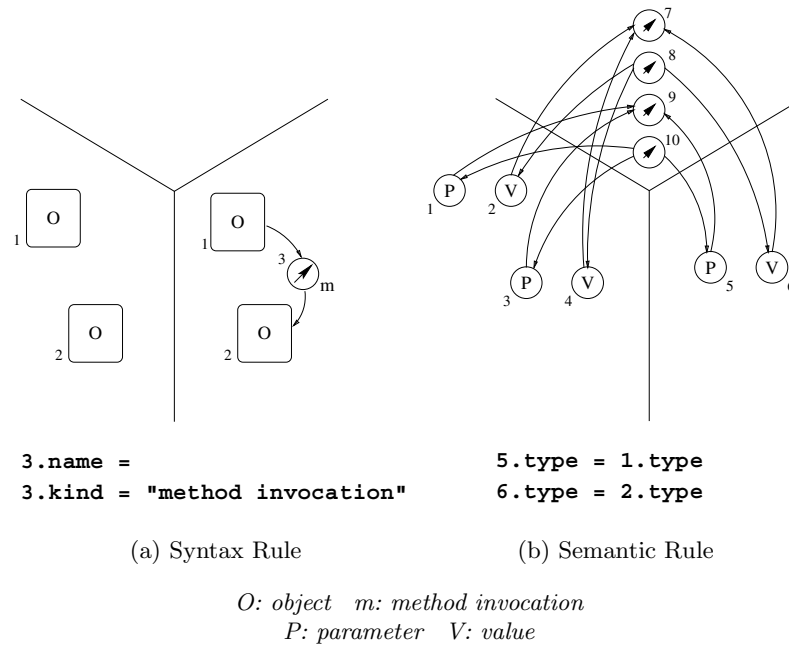 7
8
9
10
P V P V
1 2 3 4 5 6
O O
1 1
3
m
O O
2 2
3.name =
3.kind = "method invocation"
5.type = 1.type
6.type = 2.type
(a) Syntax Rule
(b) Semantic Rule
O: object m: method invocation
P: parameter V: value